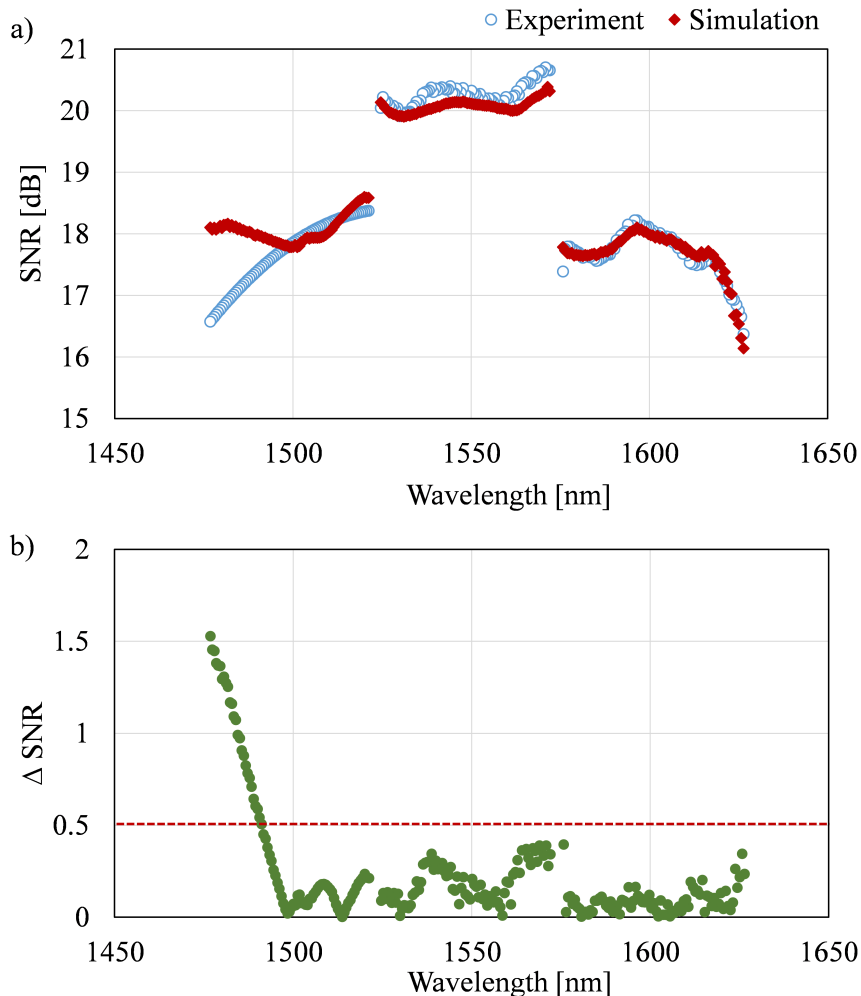 a)
Experiment
Simulation
21
20
19
18
17
16
15
SNR [dB]
1450
1500
1550
1600
1650
Wavelength [nm]
b)
2
1.5
1
0.5
0
Δ SNR
1450
1500
1550
1600
1650
Wavelength [nm]